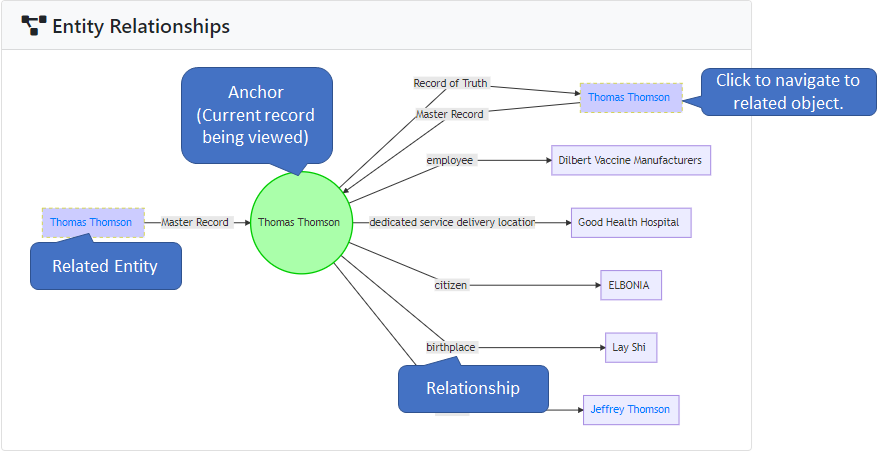 Entity Relationships
Anchor
(Current record
being viewed)
Record of Truth
Thomas Thomson
Click to navigate to
related object.
Master Record
employee
Dilbert Vaccine Manufacturers
Thomas Thomson
Master Record
Thomas Thomson
dedicated service delivery location
Good Health Hospital
Related Entity
citizen
ELBONIA
birthplace
Lay Shi
Relationship
Jeffrey Thomson